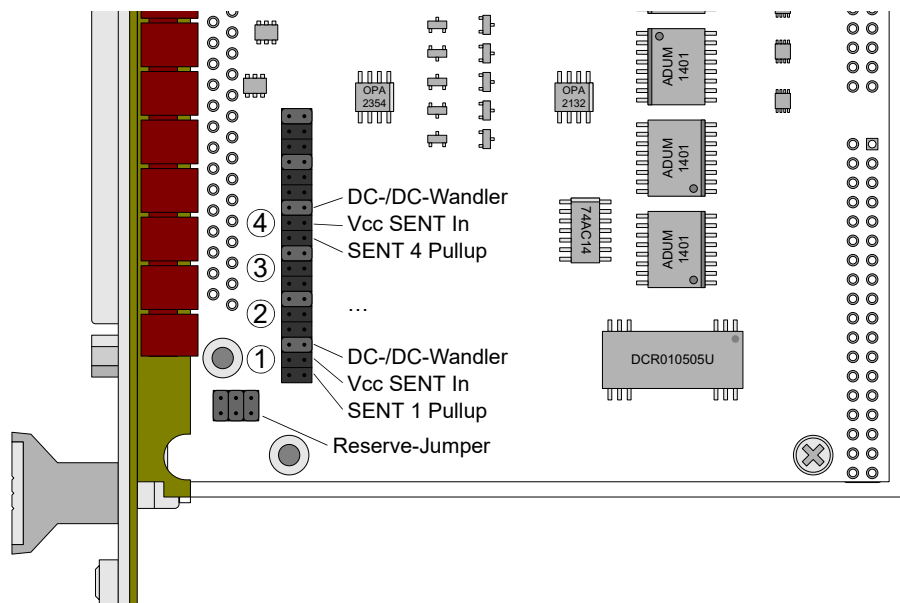 ADUM
1401
OPA
2354
OPA
2132
ADUM
1401
DC-/DC-Wandler
4
Vcc SENT In
SENT 4 Pullup
74AC14
ADUM
1401
3
2
...
DC-/DC-Wandler
1
Vcc SENT In
SENT 1 Pullup
DCR010505U
Reserve-Jumper